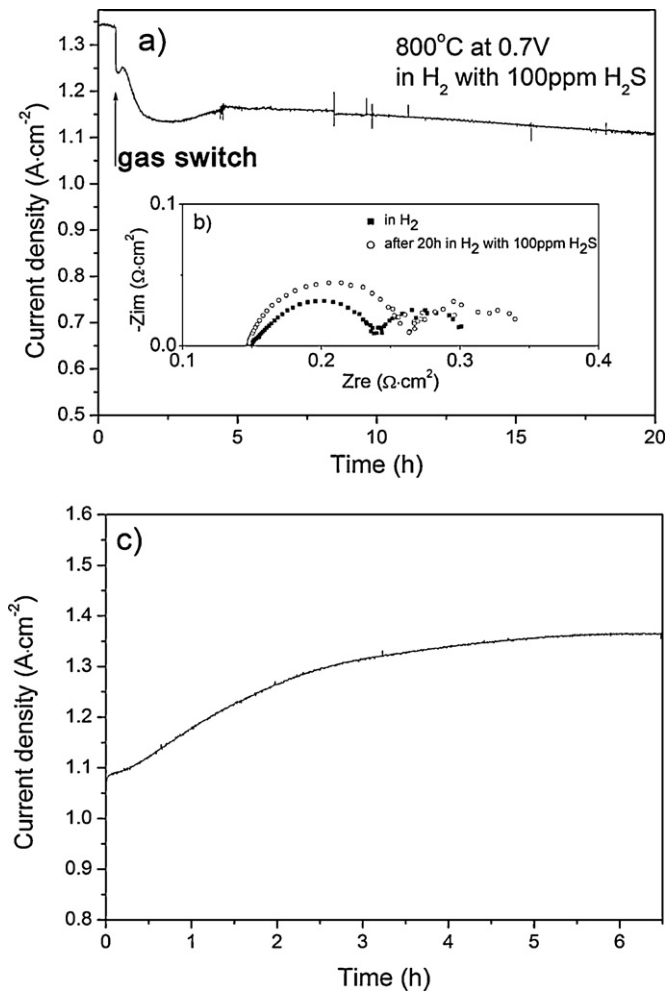 a)
800°C at 0.7V
in H₂ with 100ppm H₂S
gas switch
Current density (A·cm⁻²)
1.3
1.2
1.1
1.0
0.9
0.8
0.7
0.6
0.5
0 5 10 15 20
Time (h)
b)
in H₂
after 20h in H₂ with 100ppm H₂S
-Zim (Ω·cm²)
0.1
0.0
0.1 0.2 0.3 0.4
Zre (Ω·cm²)
c)
Current density (A·cm⁻²)
1.6
1.5
1.4
1.3
1.2
1.1
1.0
0.9
0.8
0 1 2 3 4 5 6
Time (h)